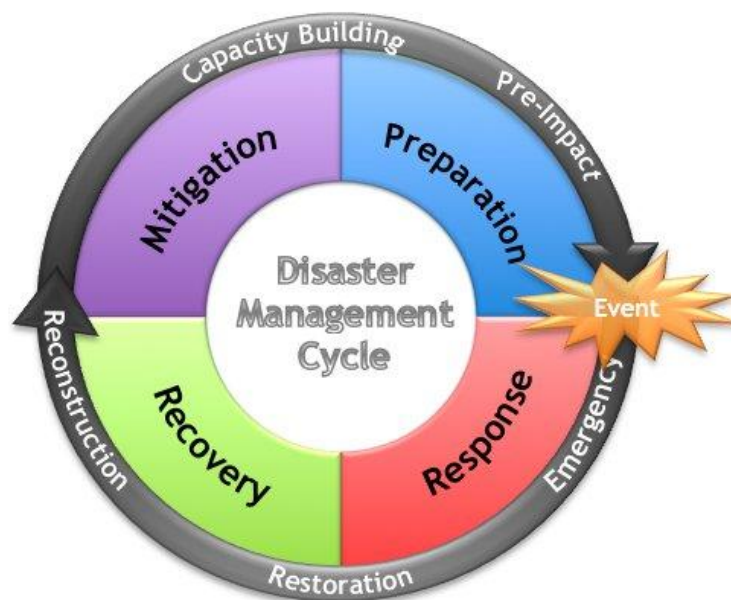 Capacity Building
Pre-Impact
Mitigation
Preparation
Disaster
Management
Cycle
Event
Reconstruction
Recovery
Response
Emergency
Restoration